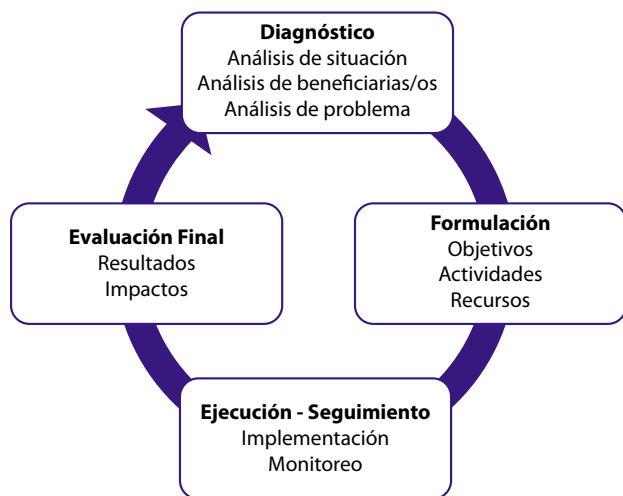 Diagnóstico
Análisis de situación
Análisis de beneficiarias/os
Análisis de problema
Formulación
Objetivos
Actividades
Recursos
Ejecución - Seguimiento
Implementación
Monitoreo
Evaluación Final
Resultados
Impactos